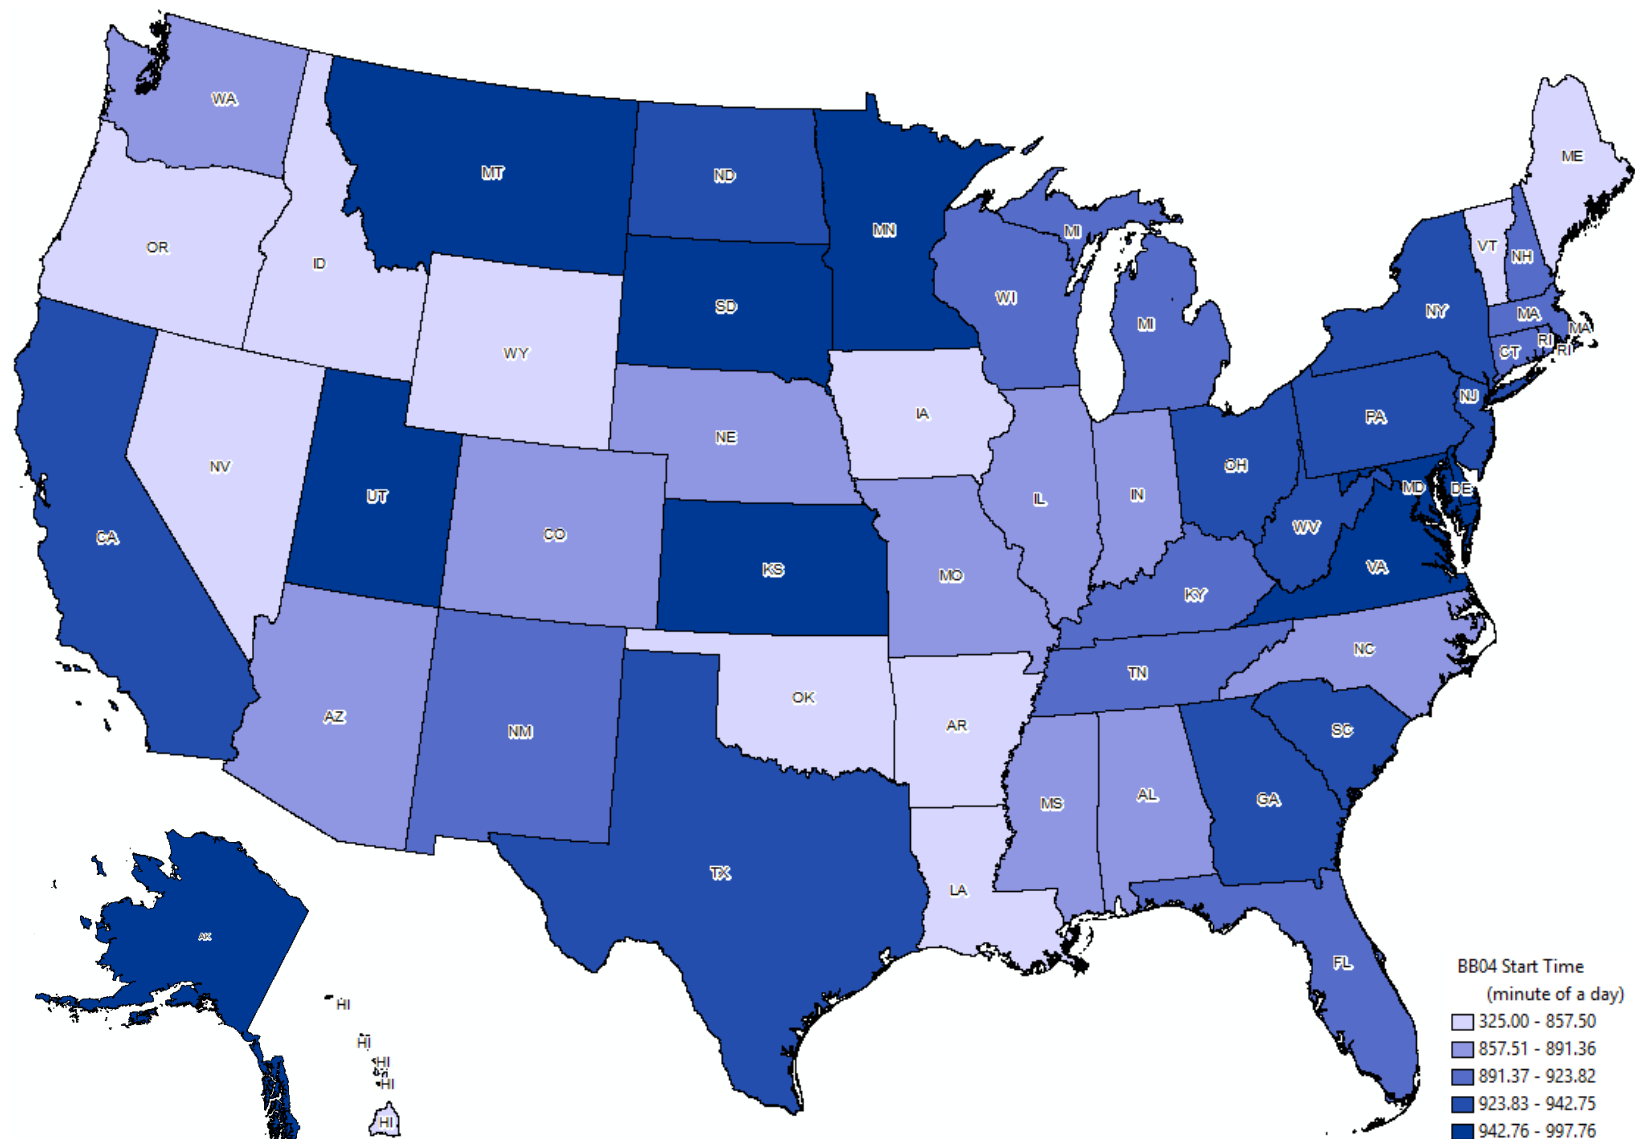 WA
MT
ND
MN
ME
OR
ID
SD
WI
MI
MI
VT
NH
NY
MA
MA
RI
RI
CT
WY
IA
NE
NV
UT
CO
CA
KS
MO
IL
IN
OH
PA
NJ
MD
DE
WV
VA
KY
NC
TN
AZ
NM
OK
AR
SC
MS
AL
GA
TX
LA
FL
AK
HI
HI
HI
HI
HI
BB04 Start Time
(minute of a day)
325.00 - 857.50
857.51 - 891.36
891.37 - 923.82
923.83 - 942.75
942.76 - 997.76